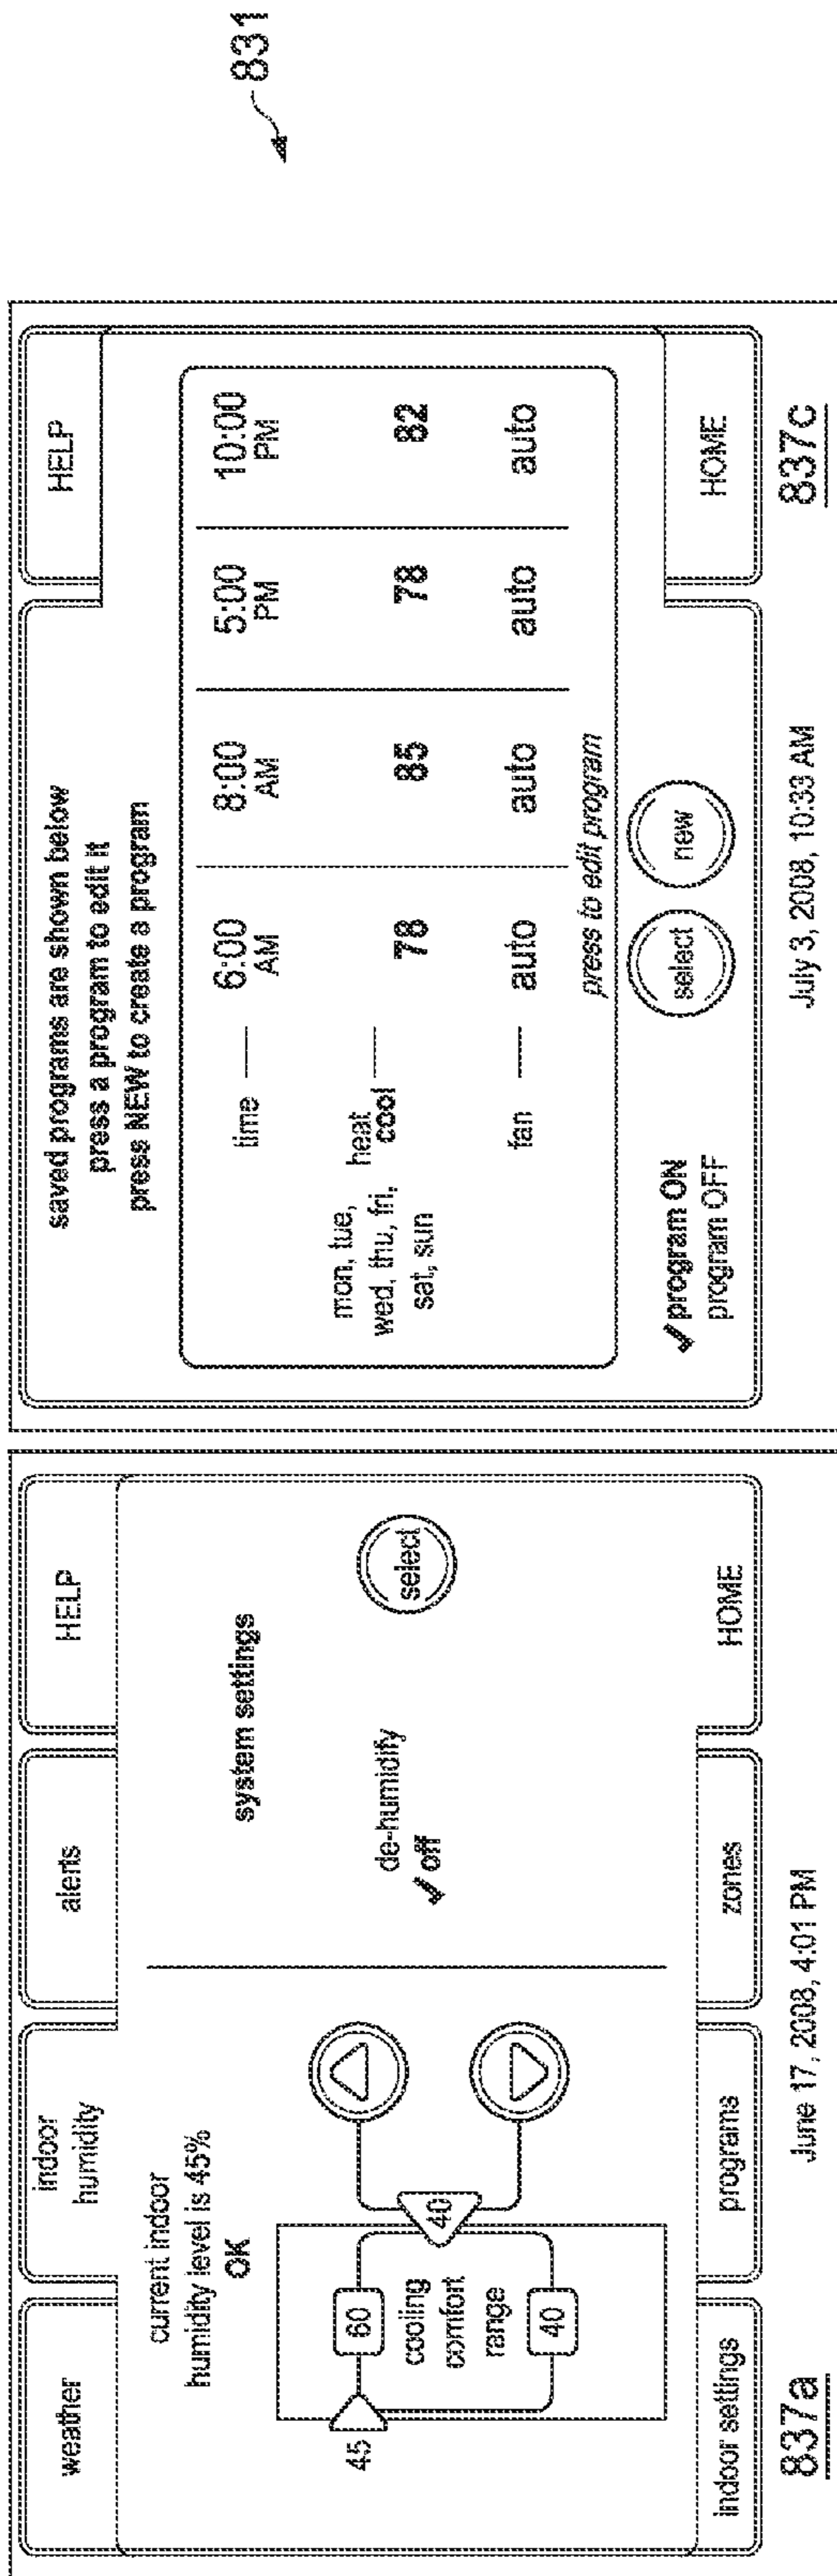 831
weather
indoor
humidity
alerts
HELP
current indoor
humidity level is 45%
OK
45
60
cooling
comfort
range
40
40
system settings
de-humidify
✓ off
select
indoor settings
programs
zones
HOME
837a
June 17, 2008, 4:01 PM
HELP
saved programs are shown below
press a program to edit it
press NEW to create a program
mon, tue,
wed, thu, fri,
sat, sun
time
6:00
AM
8:00
AM
5:00
PM
10:00
PM
heat
cool
78
85
78
82
fan
auto
auto
auto
auto
press to edit program
✓ program ON
program OFF
select
new
HOME
July 3, 2008, 10:33 AM
837c